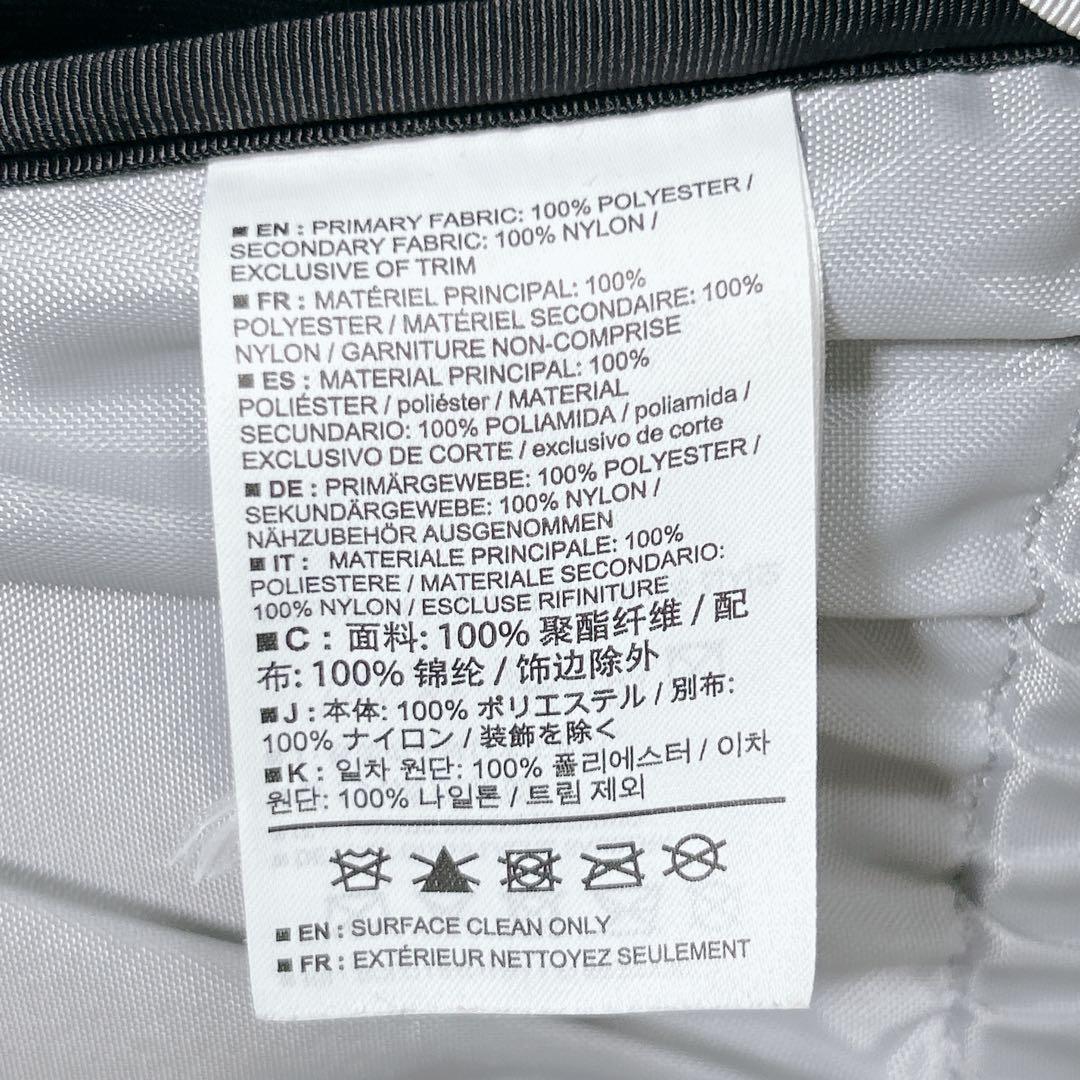 EN : PRIMARY FABRIC: 100% POLYESTER /
SECONDARY FABRIC: 100% NYLON /
EXCLUSIVE OF TRIM
FR : MATÉRIEL PRINCIPAL: 100%
POLYESTER / MATÉRIEL SECONDAIRE: 100%
NYLON / GARNITURE NON-COMPRISE
ES : MATERIAL PRINCIPAL: 100%
POLIÉSTER / poliéster / MATERIAL
SECUNDARIO: 100% POLIAMIDA / poliamida /
EXCLUSIVO DE CORTE / exclusivo de corte
DE : PRIMÄRGEWEBE: 100% POLYESTER /
SEKUNDÄRGEWEBE: 100% NYLON /
NÄHZUBEHÖR AUSGENOMMEN
IT : MATERIALE PRINCIPALE: 100%
POLIESTERE / MATERIALE SECONDARIO:
100% NYLON / ESCLUSE RIFINITURE
C : 面料: 100% 聚酯纤维 / 配
布: 100% 锦纶 / 饰边除外
J : 本体: 100% ポリエステル / 別布:
100% ナイロン / 装飾を除く
K : 일차 원단: 100% 폴리에스터 / 이차
원단: 100% 나일론 / 트림 제외
EN : SURFACE CLEAN ONLY
FR : EXTÉRIEUR NETTOYEZ SEULEMENT